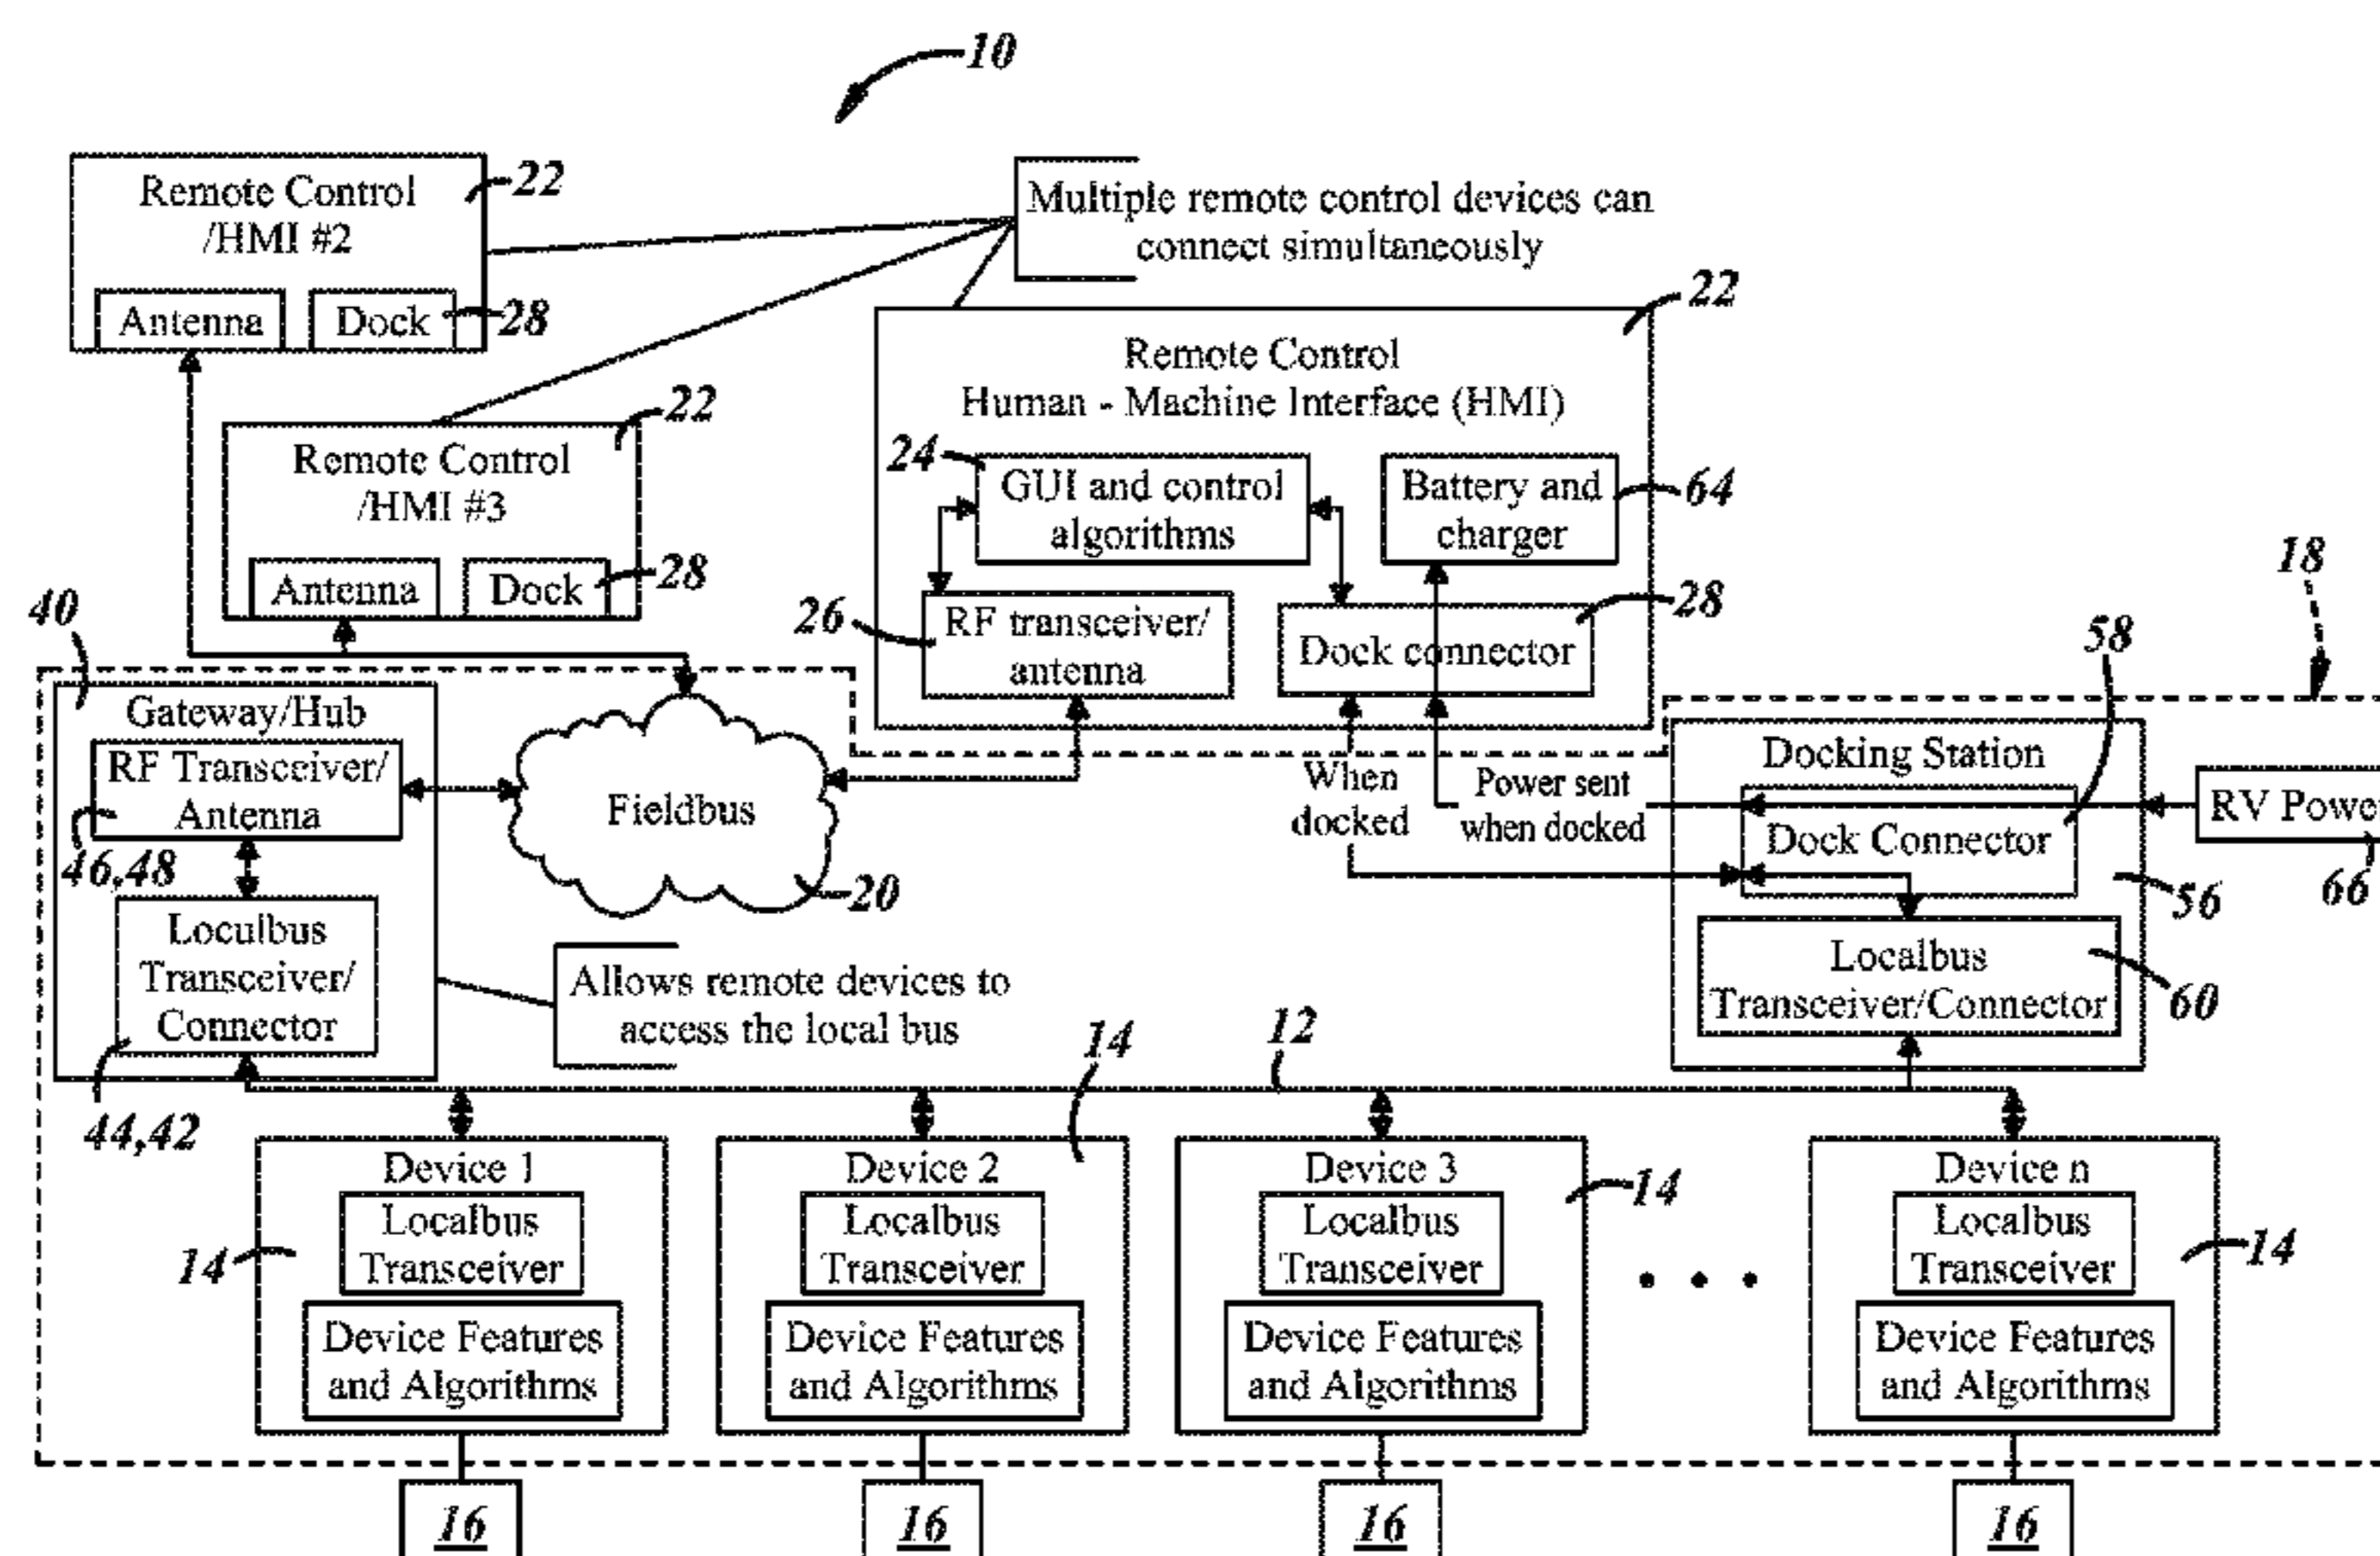 10
Remote Control
/HMI #2
22
Antenna
Dock
28
Multiple remote control devices can
connect simultaneously
Remote Control
/HMI #3
22
Antenna
Dock
28
22
Remote Control
Human - Machine Interface (HMI)
24
GUI and control
algorithms
Battery and
charger
64
26
RF transceiver/
antenna
Dock connector
28
18
40
Gateway/Hub
RF Transceiver/
Antenna
46,48
Loculbus
Transceiver/
Connector
44,42
Fieldbus
20
Allows remote devices to
access the local bus
When
docked
Power sent
when docked
58
Docking Station
Dock Connector
56
Localbus
Transceiver/Connector
60
RV Power
66
12
Device 1
Localbus
Transceiver
Device Features
and Algorithms
14
Device 2
Localbus
Transceiver
Device Features
and Algorithms
14
Device 3
Localbus
Transceiver
Device Features
and Algorithms
14
• • •
Device n
Localbus
Transceiver
Device Features
and Algorithms
14
16
16
16
16